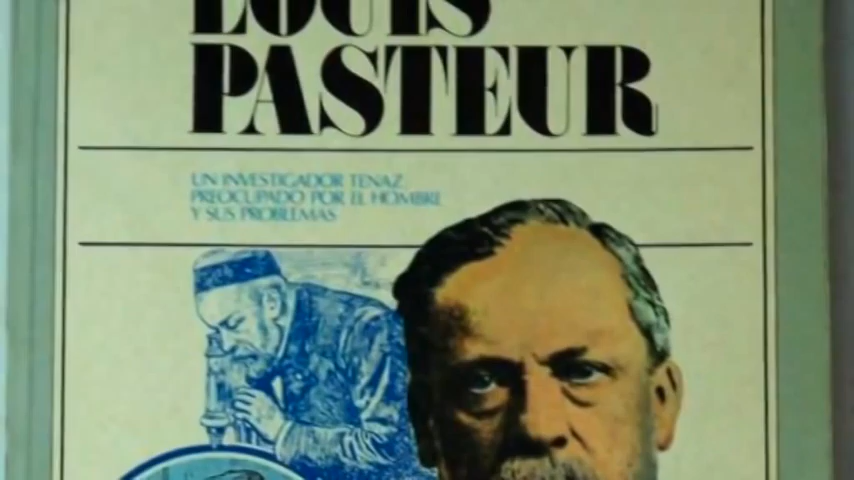 LOUIS
PASTEUR
UN INVESTIGADOR TENAZ
PREOCUPADO POR EL HOMBRE
Y SUS PROBLEMAS